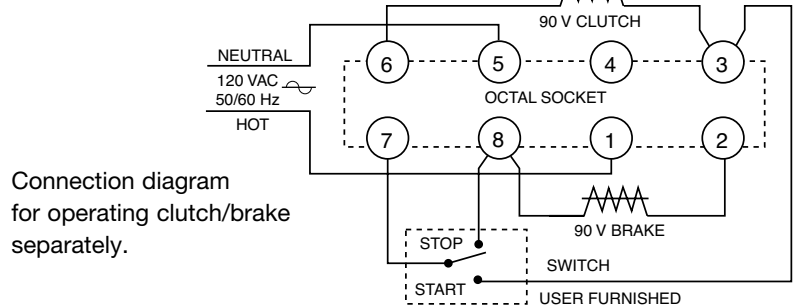 90 V CLUTCH
NEUTRAL
6 5 4 3
120 VAC
50/60 Hz
OCTAL SOCKET
HOT
7 8 1 2
Connection diagram
for operating clutch/brake
separately.
90 V BRAKE
STOP
SWITCH
START
USER FURNISHED